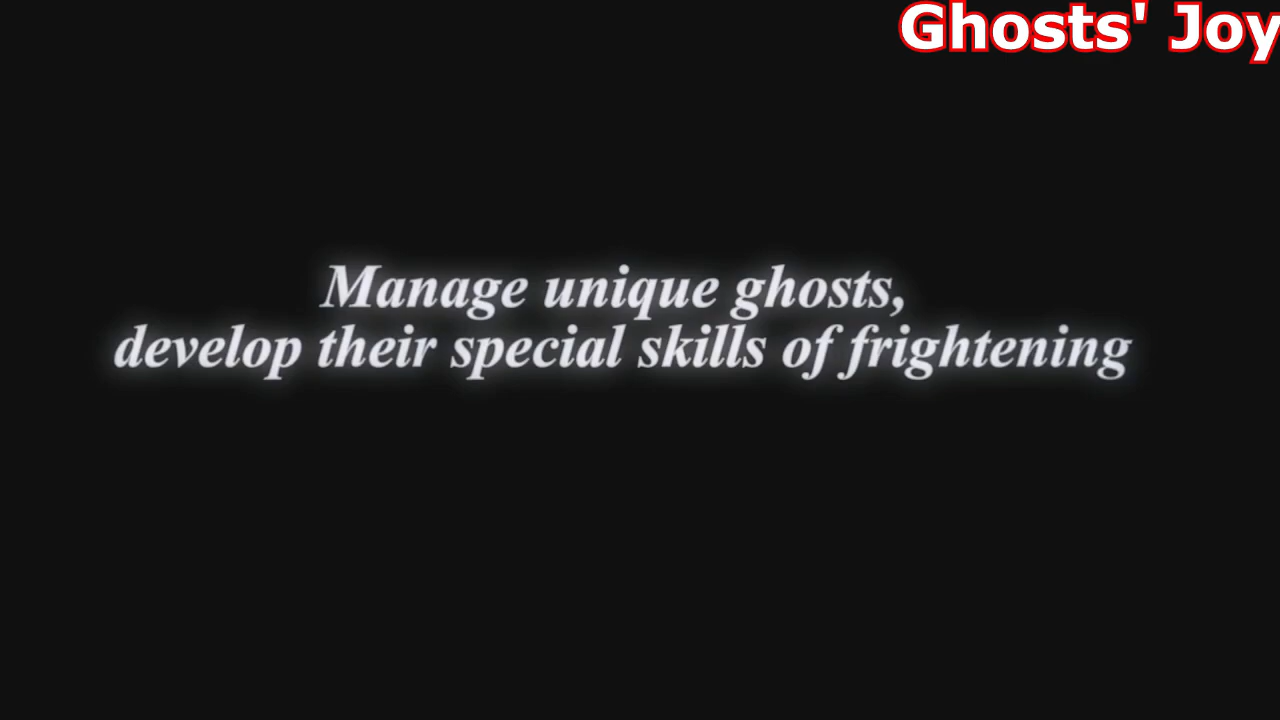 Ghosts' Joy
Manage unique ghosts,
develop their special skills of frightening